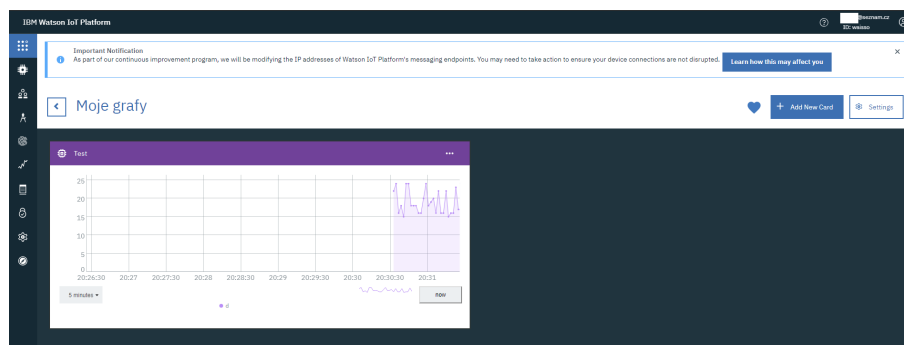 IBM Watson IoT Platform
@seznam.cz
ID: waisso
Important Notification
As part of our continuous improvement program, we will be modifying the IP addresses of Watson IoT Platform's messaging endpoints. You may need to take action to ensure your device connections are not disrupted.
Learn how this may affect you
Moje grafy
Add New Card
Settings
Test
25
20
15
10
5
0
20:26:30 20:27 20:27:30 20:28 20:28:30 20:29 20:29:30 20:30 20:30:30 20:31
5 minutes
now